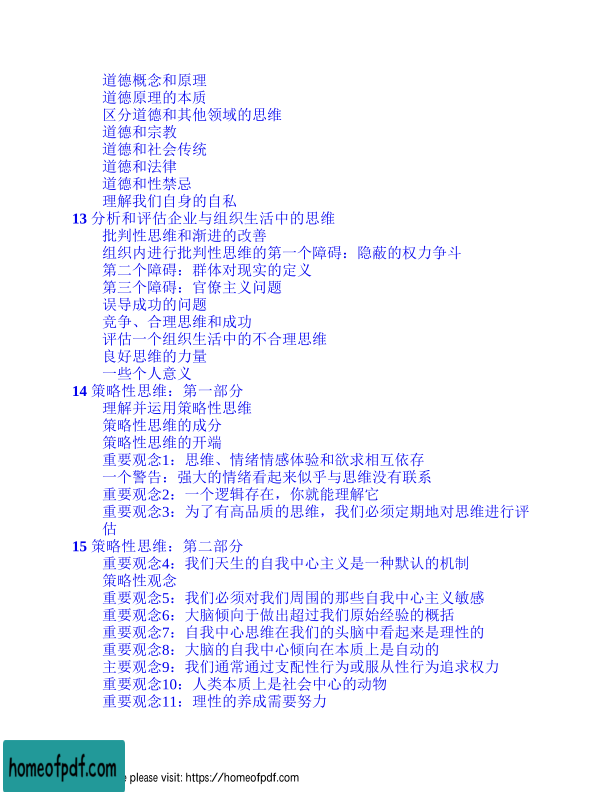 道德概念和原理
道德原理的本质
区分道德和其他领域的思维
道德和宗教
道德和社会传统
道德和法律
道德和性禁忌
理解我们自身的自私
13 分析和评估企业与组织生活中的思维
批判性思维和渐进的改善
组织内进行批判性思维的第一个障碍：隐蔽的权力争斗
第二个障碍：群体对现实的定义
第三个障碍：官僚主义问题
误导成功的问题
竞争、合理思维和成功
评估一个组织生活中的不合理思维
良好思维的力量
一些个人意义
14 策略性思维：第一部分
理解并运用策略性思维
策略性思维的成分
策略性思维的开端
重要观念1：思维、情绪情感体验和欲求相互依存
一个警告：强大的情绪看起来似乎与思维没有联系
重要观念2：一个逻辑存在，你就能理解它
重要观念3：为了有高品质的思维，我们必须定期地对思维进行评
估
15 策略性思维：第二部分
重要观念4：我们天生的自我中心主义是一种默认的机制
策略性观念
重要观念5：我们必须对我们周围的那些自我中心主义敏感
重要观念6：大脑倾向于做出超过我们原始经验的概括
重要观念7：自我中心思维在我们的头脑中看起来是理性的
重要观念8：大脑的自我中心倾向在本质上是自动的
主要观念9：我们通常通过支配性行为或服从性行为追求权力
重要观念10：人类本质上是社会中心的动物
重要观念11：理性的养成需要努力
homeofpdf.com
e please visit: https://homeofpdf.com